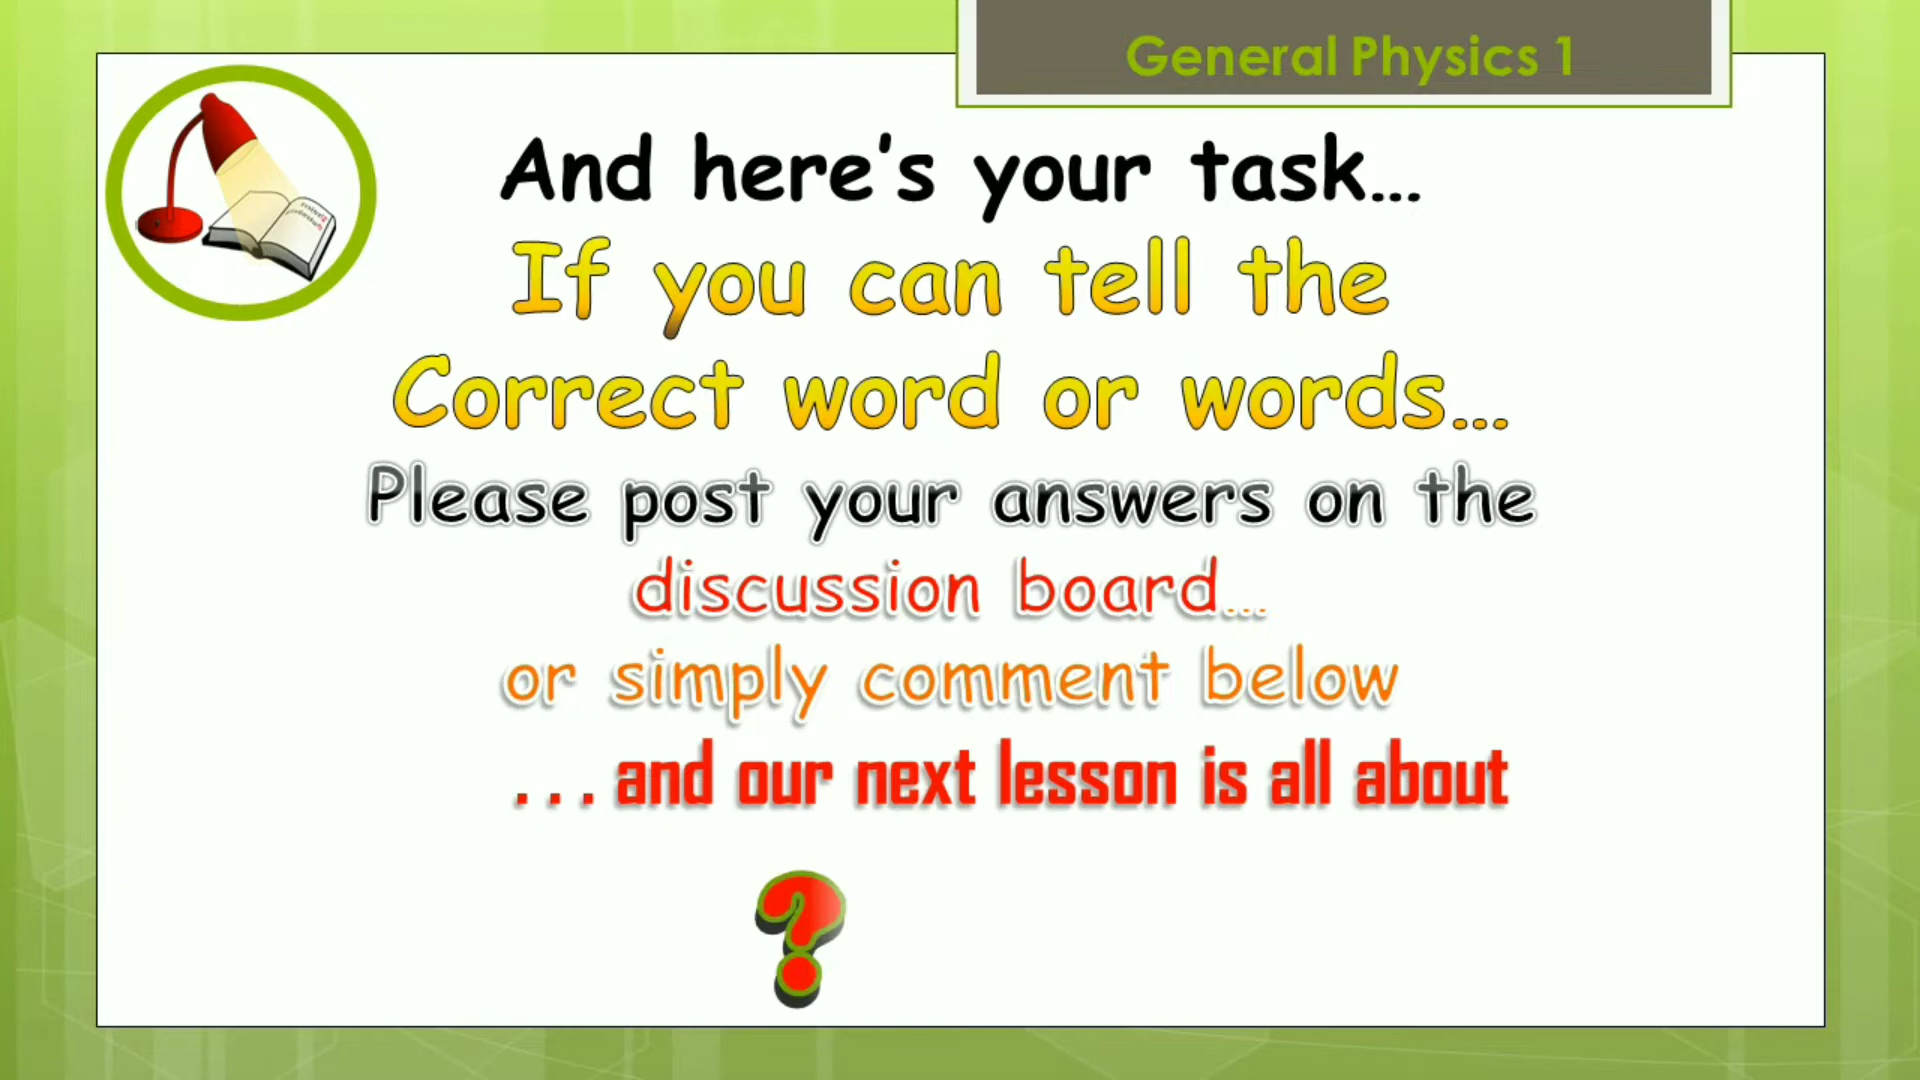 General Physics 1
And here's your task...
If you can tell the
Correct word or words...
Please post your answers on the
discussion board...
or simply comment below
...and our next lesson is all about
?